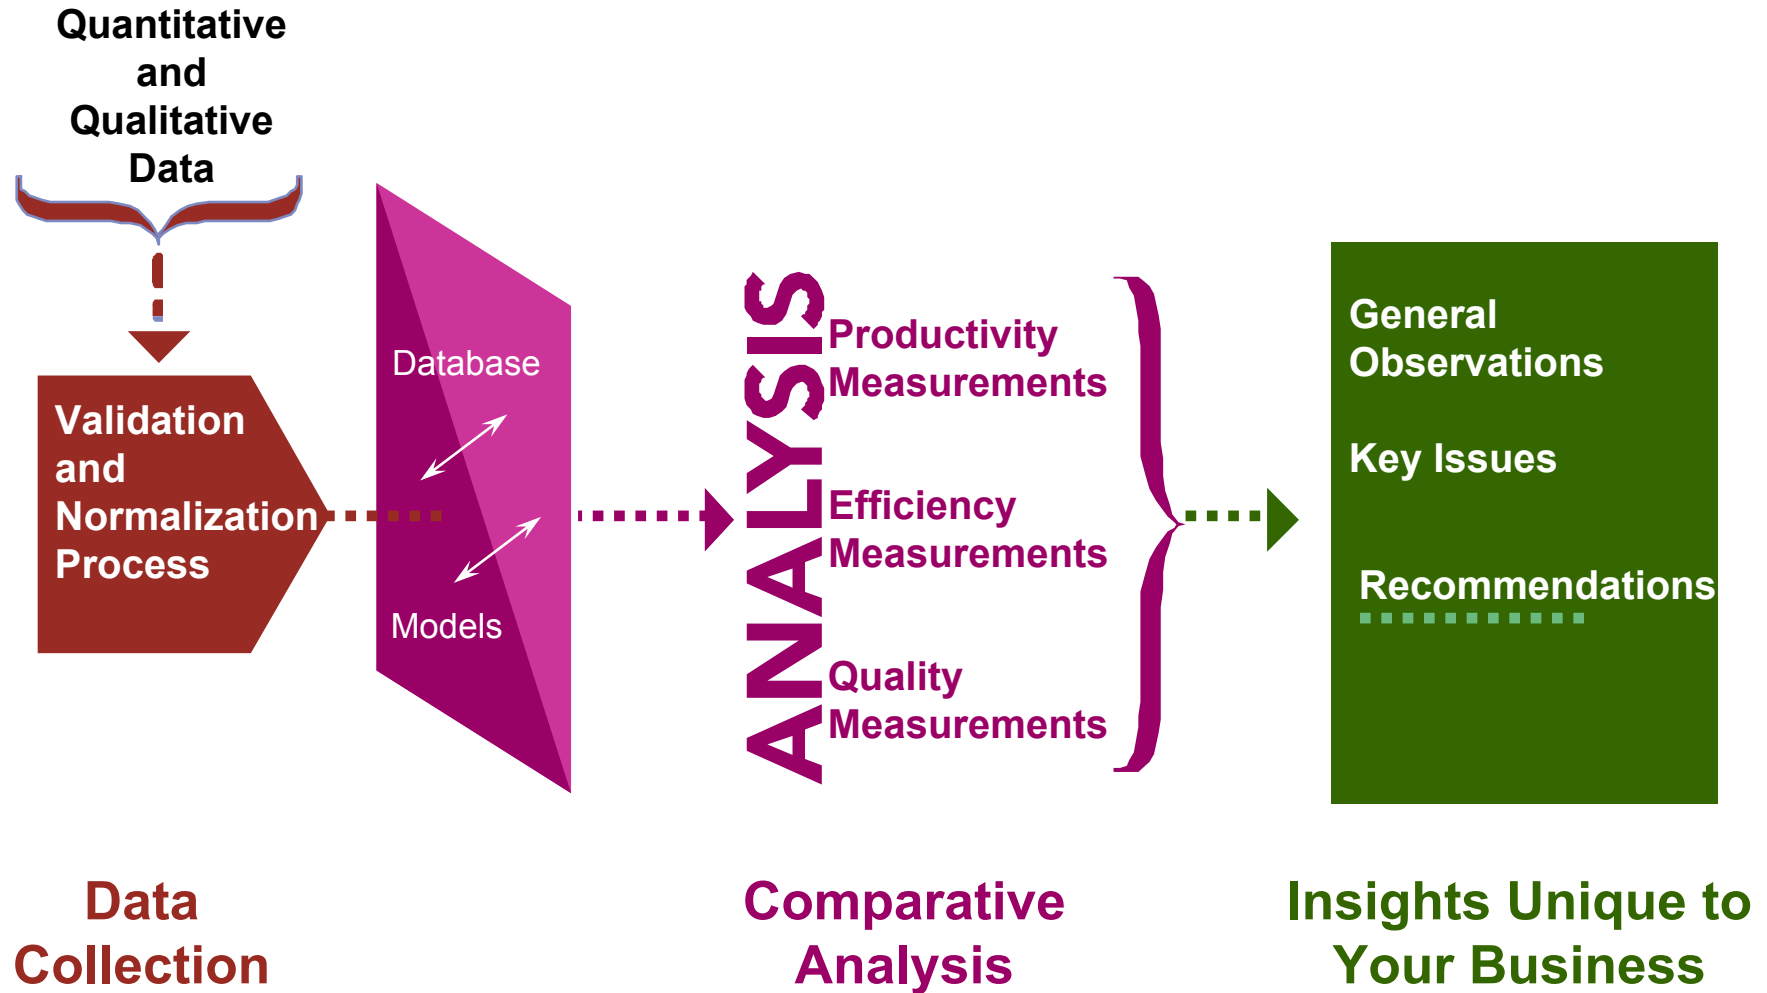 Quantitative
and
Qualitative
Data
Validation
and
Normalization
Process
Database
Models
ANALYSIS
Productivity
Measurements
Efficiency
Measurements
Quality
Measurements
General
Observations
Key Issues
Recommendations
Data
Collection
Comparative
Analysis
Insights Unique to
Your Business